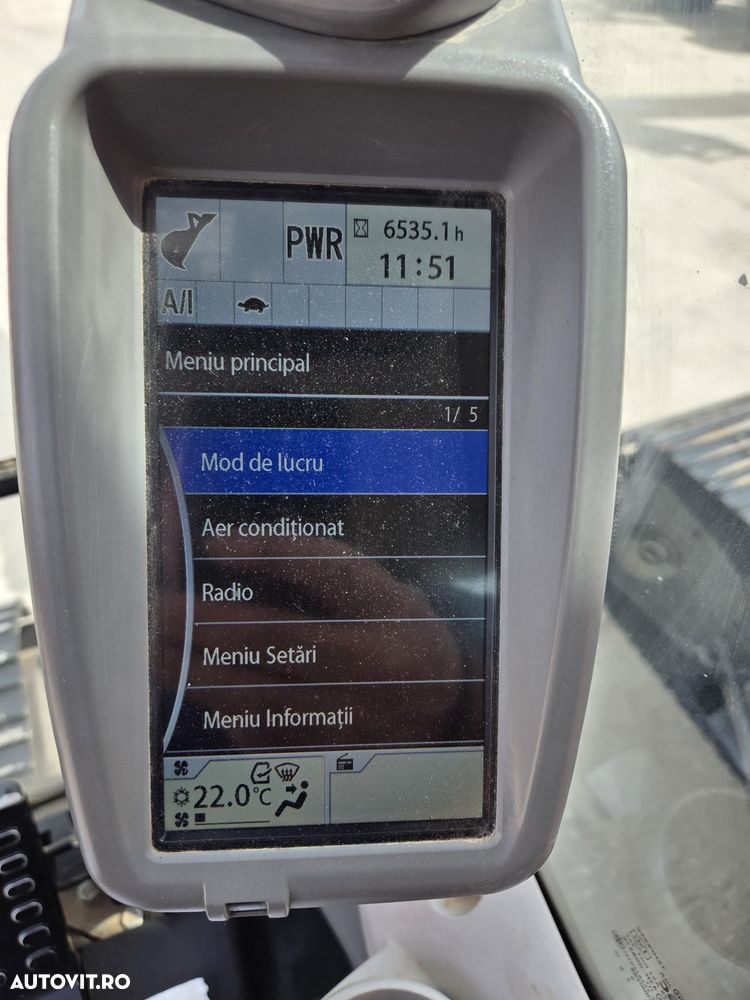 PWR
6535.1 h
11:51
A/I
Meniu principal
1/ 5
Mod de lucru
Aer condiționat
Radio
Meniu Setări
Meniu Informații
22.0°C
AUTOVIT.RO